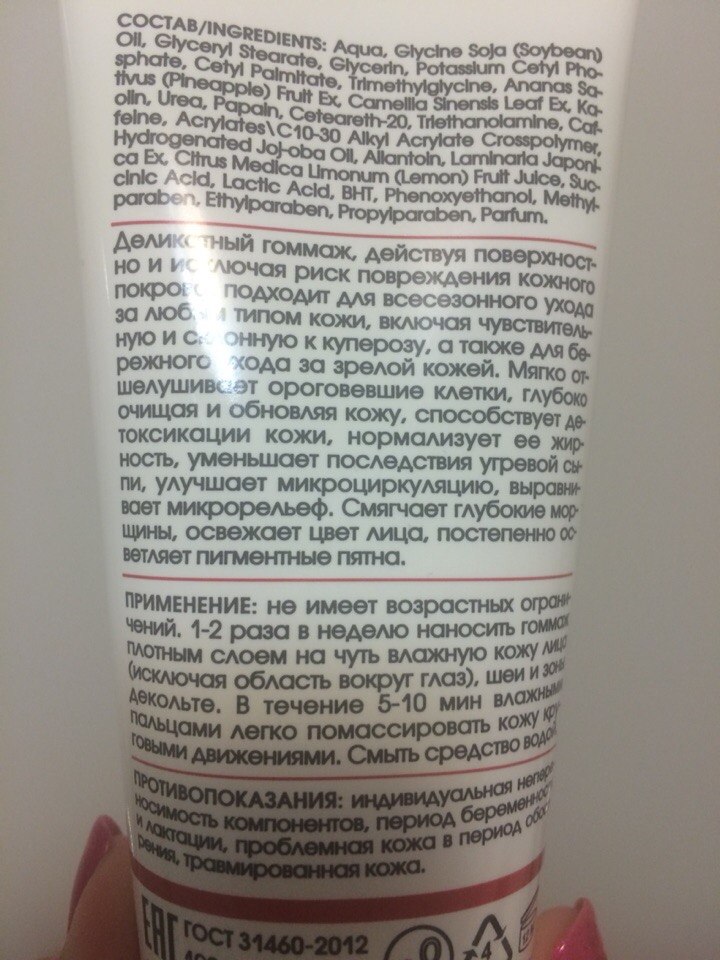 СОСТАВ/INGREDIENTS: Aqua, Glycine Soja (Soybean)
Oil, Glyceryl Stearate, Glycerin, Potassium Cetyl Pho-
sphate, Cetyl Palmitate, Trimethylglycine, Ananas Sa-
tivus (Pineapple) Fruit Ex, Camellia Sinensis Leaf Ex, Ka-
olin, Urea, Papain, Ceteareth-20, Triethanolamine, Caf-
feine, Acrylates\C10-30 Alkyl Acrylate Crosspolymer,
Hydrogenated Joj-oba Oil, Allantoin, Laminaria Japoni-
ca Ex, Citrus Medica Limonum (Lemon) Fruit Juice, Suc-
cinic Acid, Lactic Acid, BHT, Phenoxyethanol, Methyl-
paraben, Ethylparaben, Propylparaben, Parfum.
Деликатный гоммаж, действуя поверхност-
но и исключая риск повреждения кожного
покрова, подходит для всесезонного ухода
за любым типом кожи, включая чувствитель-
ную и склонную к куперозу, а также для бе-
режного ухода за зрелой кожей. Мягко от-
шелушивает ороговевшие клетки, глубоко
очищая и обновляя кожу, способствует де-
токсикации кожи, нормализует ее жир-
ность, уменьшает последствия угревой сы-
пи, улучшает микроциркуляцию, выравни-
вает микрорельеф. Смягчает глубокие мор-
щины, освежает цвет лица, постепенно ос-
ветляет пигментные пятна.
ПРИМЕНЕНИЕ: не имеет возрастных ограни-
чений. 1-2 раза в неделю наносить гоммаж
плотным слоем на чуть влажную кожу лица
(исключая область вокруг глаз), шеи и зоны
декольте. В течение 5-10 мин влажными
пальцами легко помассировать кожу кру-
говыми движениями. Смыть средство водой.
ПРОТИВОПОКАЗАНИЯ: индивидуальная непере-
носимость компонентов, период беременности
и лактации, проблемная кожа в период обост-
рения, травмированная кожа.
EAC ГОСТ 31460-2012
4